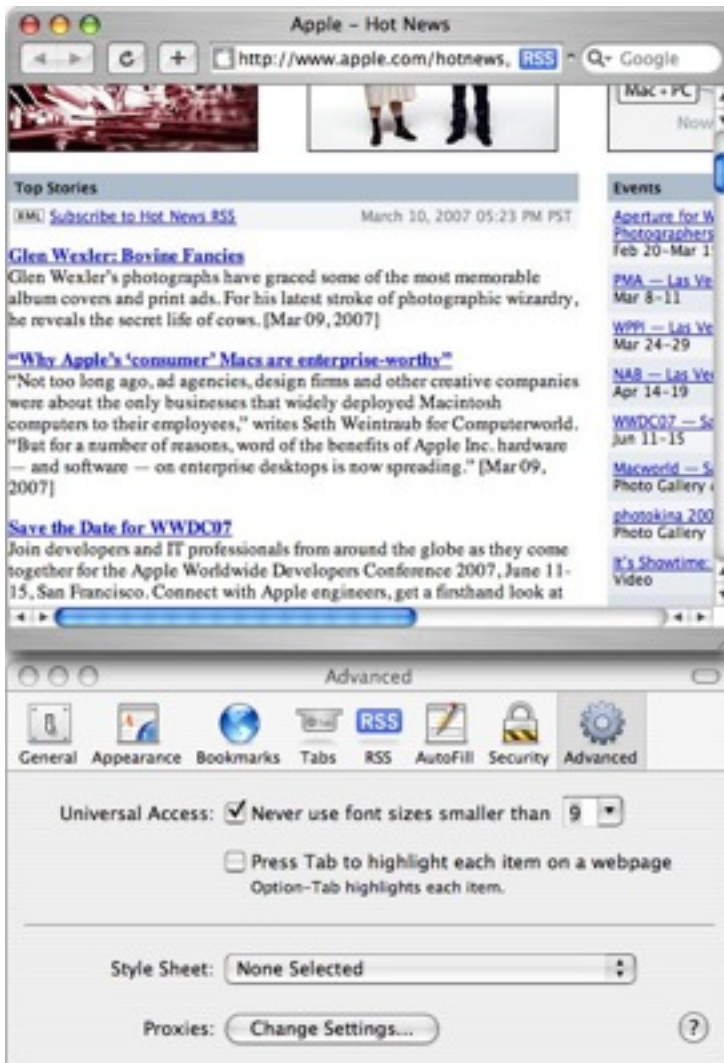 Apple – Hot News
http://www.apple.com/hotnews, RSS Google
Mac • PC
Now
Top Stories
XML Subscribe to Hot News RSS March 10, 2007 05:23 PM PST
Glen Wexler: Bovine Fancies
Glen Wexler's photographs have graced some of the most memorable
album covers and print ads. For his latest stroke of photographic wizardry,
he reveals the secret life of cows. [Mar 09, 2007]
“Why Apple's ‘consumer’ Macs are enterprise-worthy”
“Not too long ago, ad agencies, design firms and other creative companies
were about the only businesses that widely deployed Macintosh
computers to their employees,” writes Seth Weintraub for Computerworld.
“But for a number of reasons, word of the benefits of Apple Inc. hardware
— and software — on enterprise desktops is now spreading.” [Mar 09,
2007]
Save the Date for WWDC07
Join developers and IT professionals from around the globe as they come
together for the Apple Worldwide Developers Conference 2007, June 11-
15, San Francisco. Connect with Apple engineers, get a firsthand look at
Events
Aperture for W
Photographers
Feb 20–Mar 1
PMA — Las Ve
Mar 8–11
WPPI — Las Ve
Mar 24–29
NAB — Las Ve
Apr 14–19
WWDC07 — Sa
Jun 11–15
Macworld — S
Photo Gallery
photokina 200
Photo Gallery
It's Showtime:
Video
Advanced
General Appearance Bookmarks Tabs RSS AutoFill Security Advanced
Universal Access: Never use font sizes smaller than 9
Press Tab to highlight each item on a webpage
Option–Tab highlights each item.
Style Sheet: None Selected
Proxies: Change Settings... ?